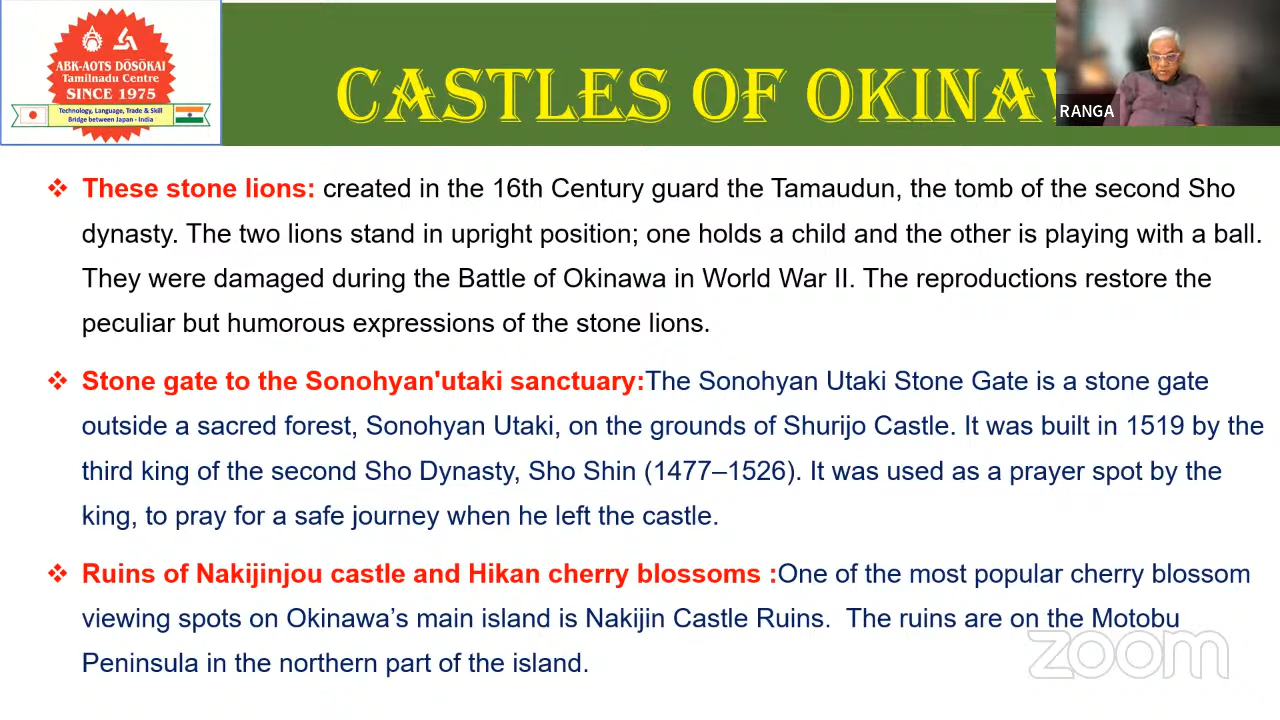 ABK-AOTS DŌSŌKAI
Tamilnadu Centre
SINCE 1975
Technology, Language, Trade & Skill
Bridge between Japan - India
CASTLES OF OKINAW
RANGA
❖ These stone lions: created in the 16th Century guard the Tamaudun, the tomb of the second Sho
dynasty. The two lions stand in upright position; one holds a child and the other is playing with a ball.
They were damaged during the Battle of Okinawa in World War II. The reproductions restore the
peculiar but humorous expressions of the stone lions.
❖ Stone gate to the Sonohyan'utaki sanctuary:The Sonohyan Utaki Stone Gate is a stone gate
outside a sacred forest, Sonohyan Utaki, on the grounds of Shurijo Castle. It was built in 1519 by the
third king of the second Sho Dynasty, Sho Shin (1477–1526). It was used as a prayer spot by the
king, to pray for a safe journey when he left the castle.
❖ Ruins of Nakijinjou castle and Hikan cherry blossoms :One of the most popular cherry blossom
viewing spots on Okinawa’s main island is Nakijin Castle Ruins.  The ruins are on the Motobu
Peninsula in the northern part of the island.
zoom